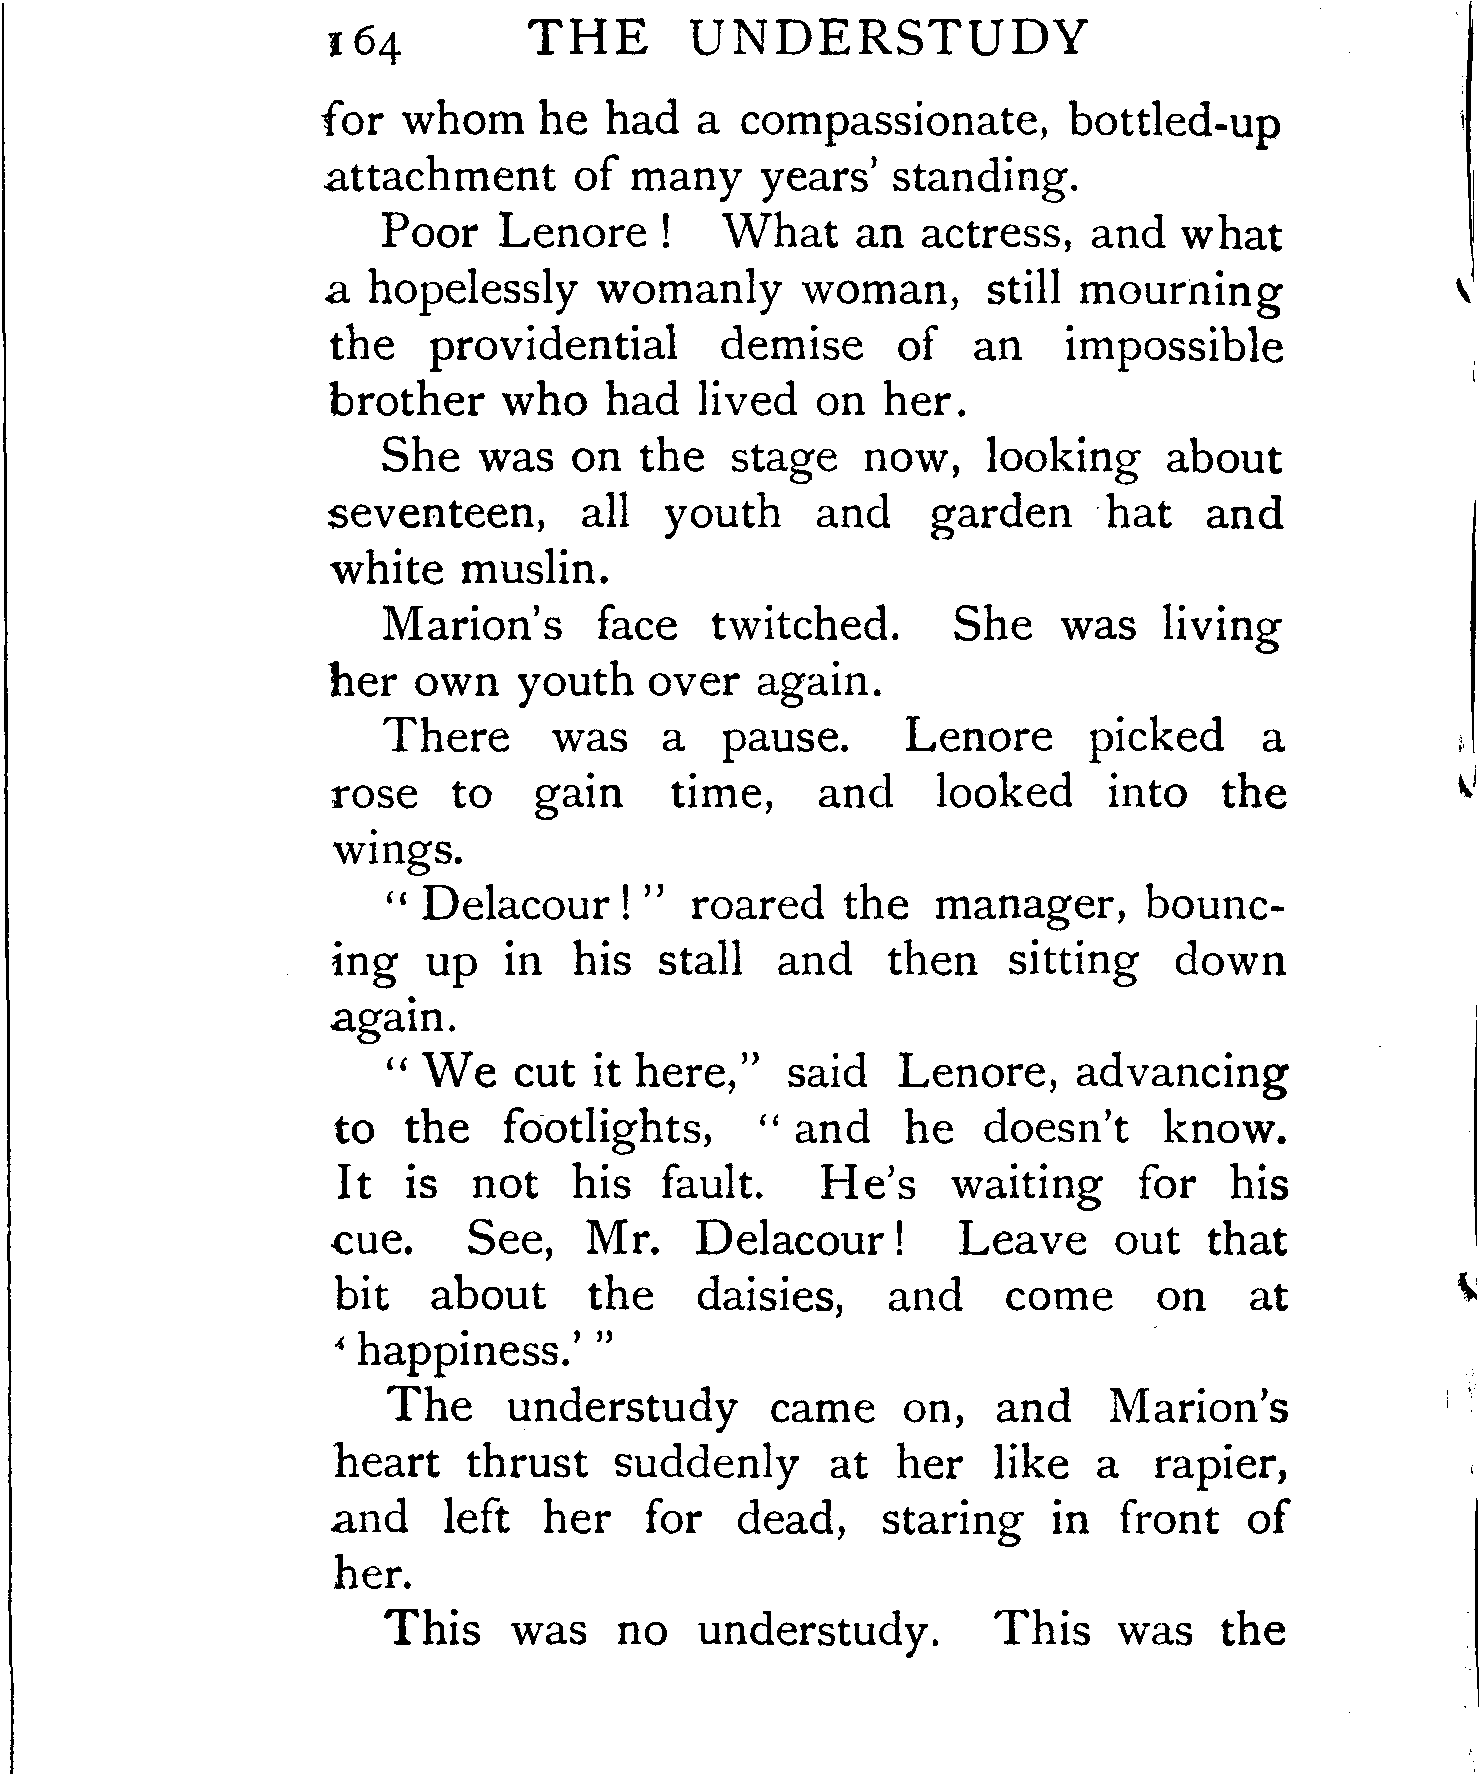 164 THE UNDERSTUDY
for whom he had a compassionate, bottled-up
attachment of many years' standing.
Poor Lenore! What an actress, and what
a hopelessly womanly woman, still mourning
the providential demise of an impossible
brother who had lived on her.
She was on the stage now, looking about
seventeen, all youth and garden hat and
white muslin.
Marion's face twitched. She was living
her own youth over again.
There was a pause. Lenore picked a
rose to gain time, and looked into the
wings.
"Delacour!" roared the manager, bounc-
ing up in his stall and then sitting down
again.
"We cut it here," said Lenore, advancing
to the footlights, "and he doesn't know.
It is not his fault. He's waiting for his
cue. See, Mr. Delacour! Leave out that
bit about the daisies, and come on at
'happiness.'"
The understudy came on, and Marion's
heart thrust suddenly at her like a rapier,
and left her for dead, staring in front of
her.
This was no understudy. This was the